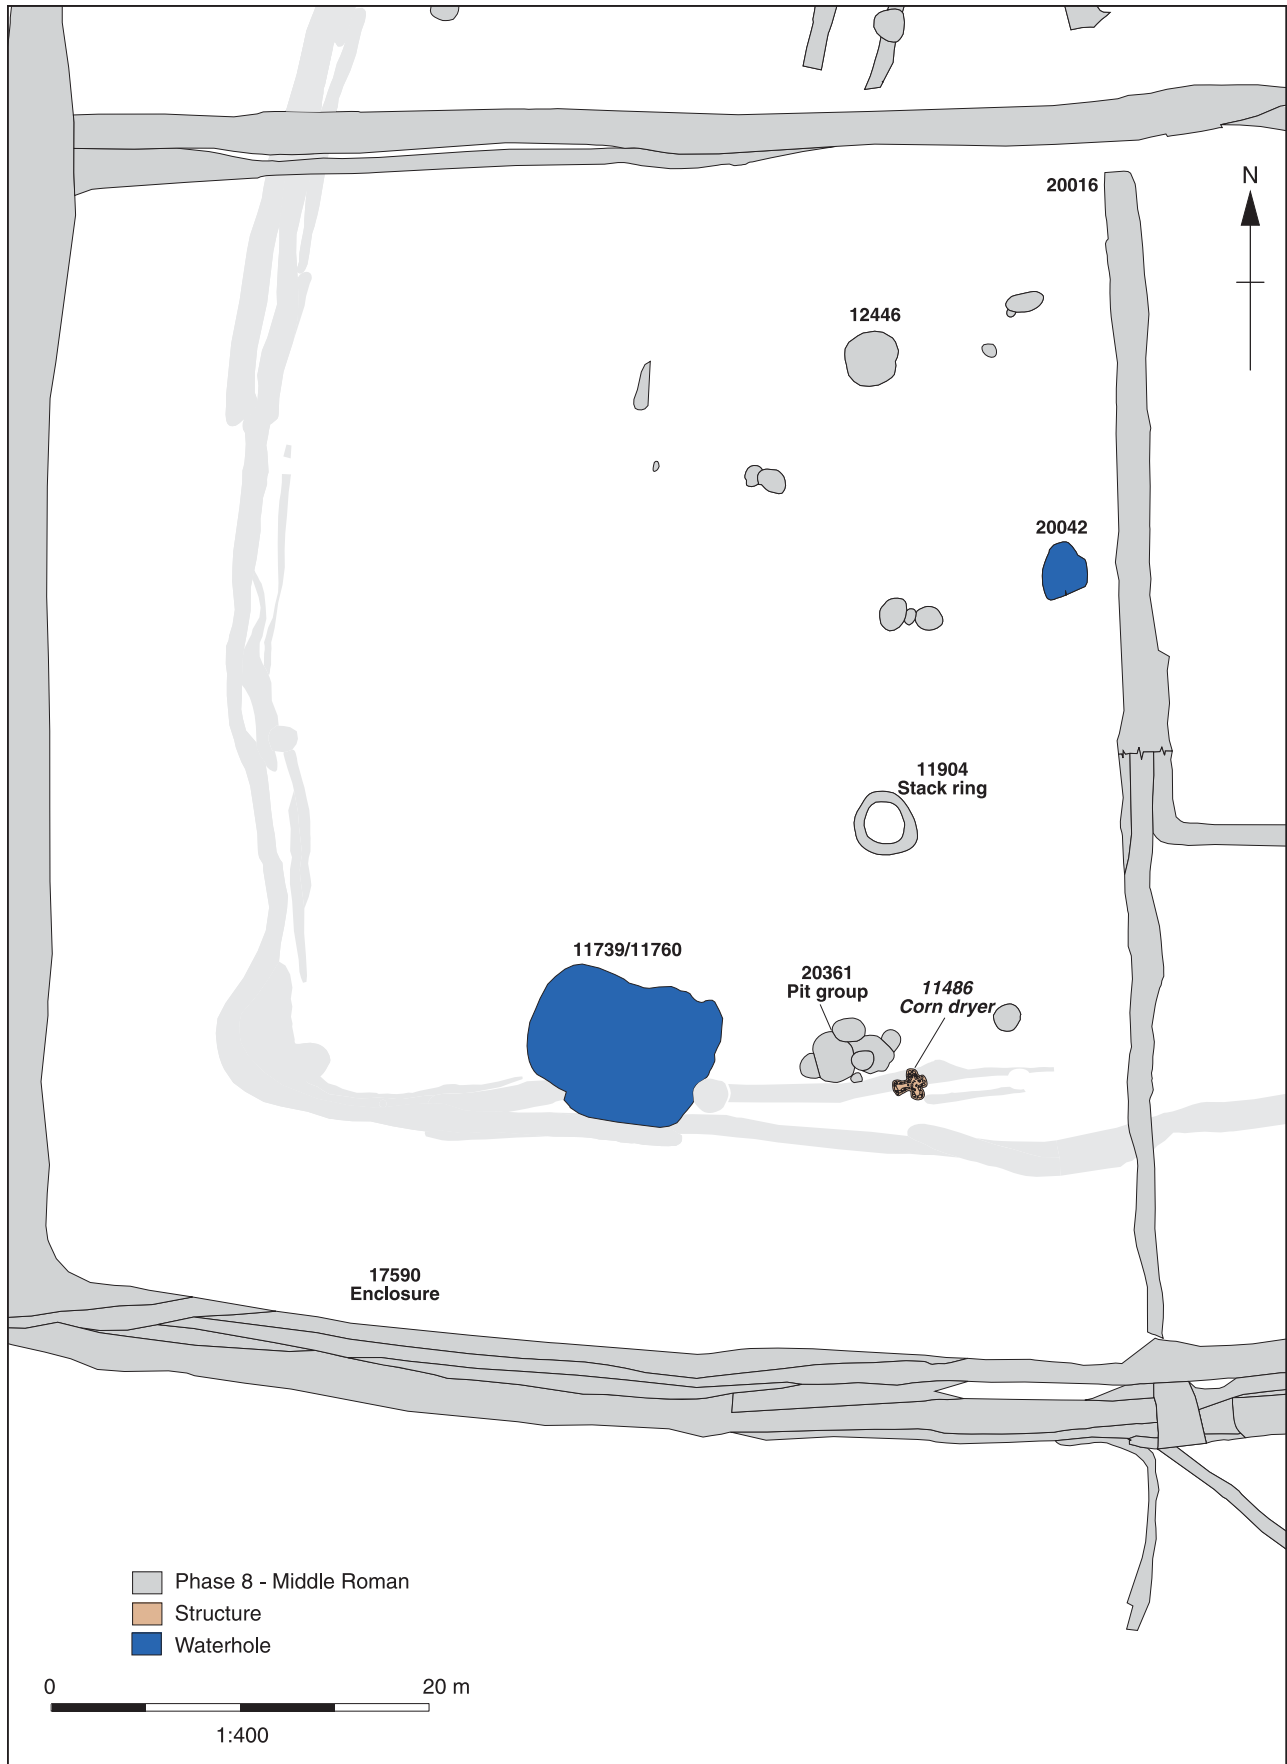 20016
N
12446
20042
11904
Stack ring
11739/11760
20361
Pit group
11486
Corn dryer
17590
Enclosure
Phase 8 - Middle Roman
Structure
Waterhole
0
20 m
1:400